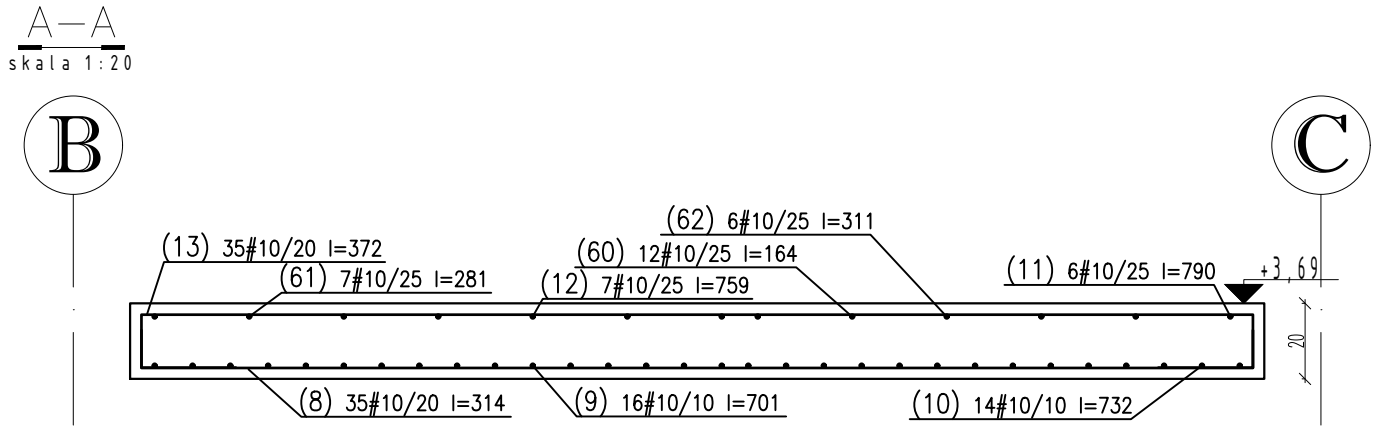 A—A
skala 1:20
B
C
(62) 6#10/25 l=311
(13) 35#10/20 l=372
(60) 12#10/25 l=164
(61) 7#10/25 l=281
(12) 7#10/25 l=759
(11) 6#10/25 l=790
+3,69
20
(8) 35#10/20 l=314
(9) 16#10/10 l=701
(10) 14#10/10 l=732